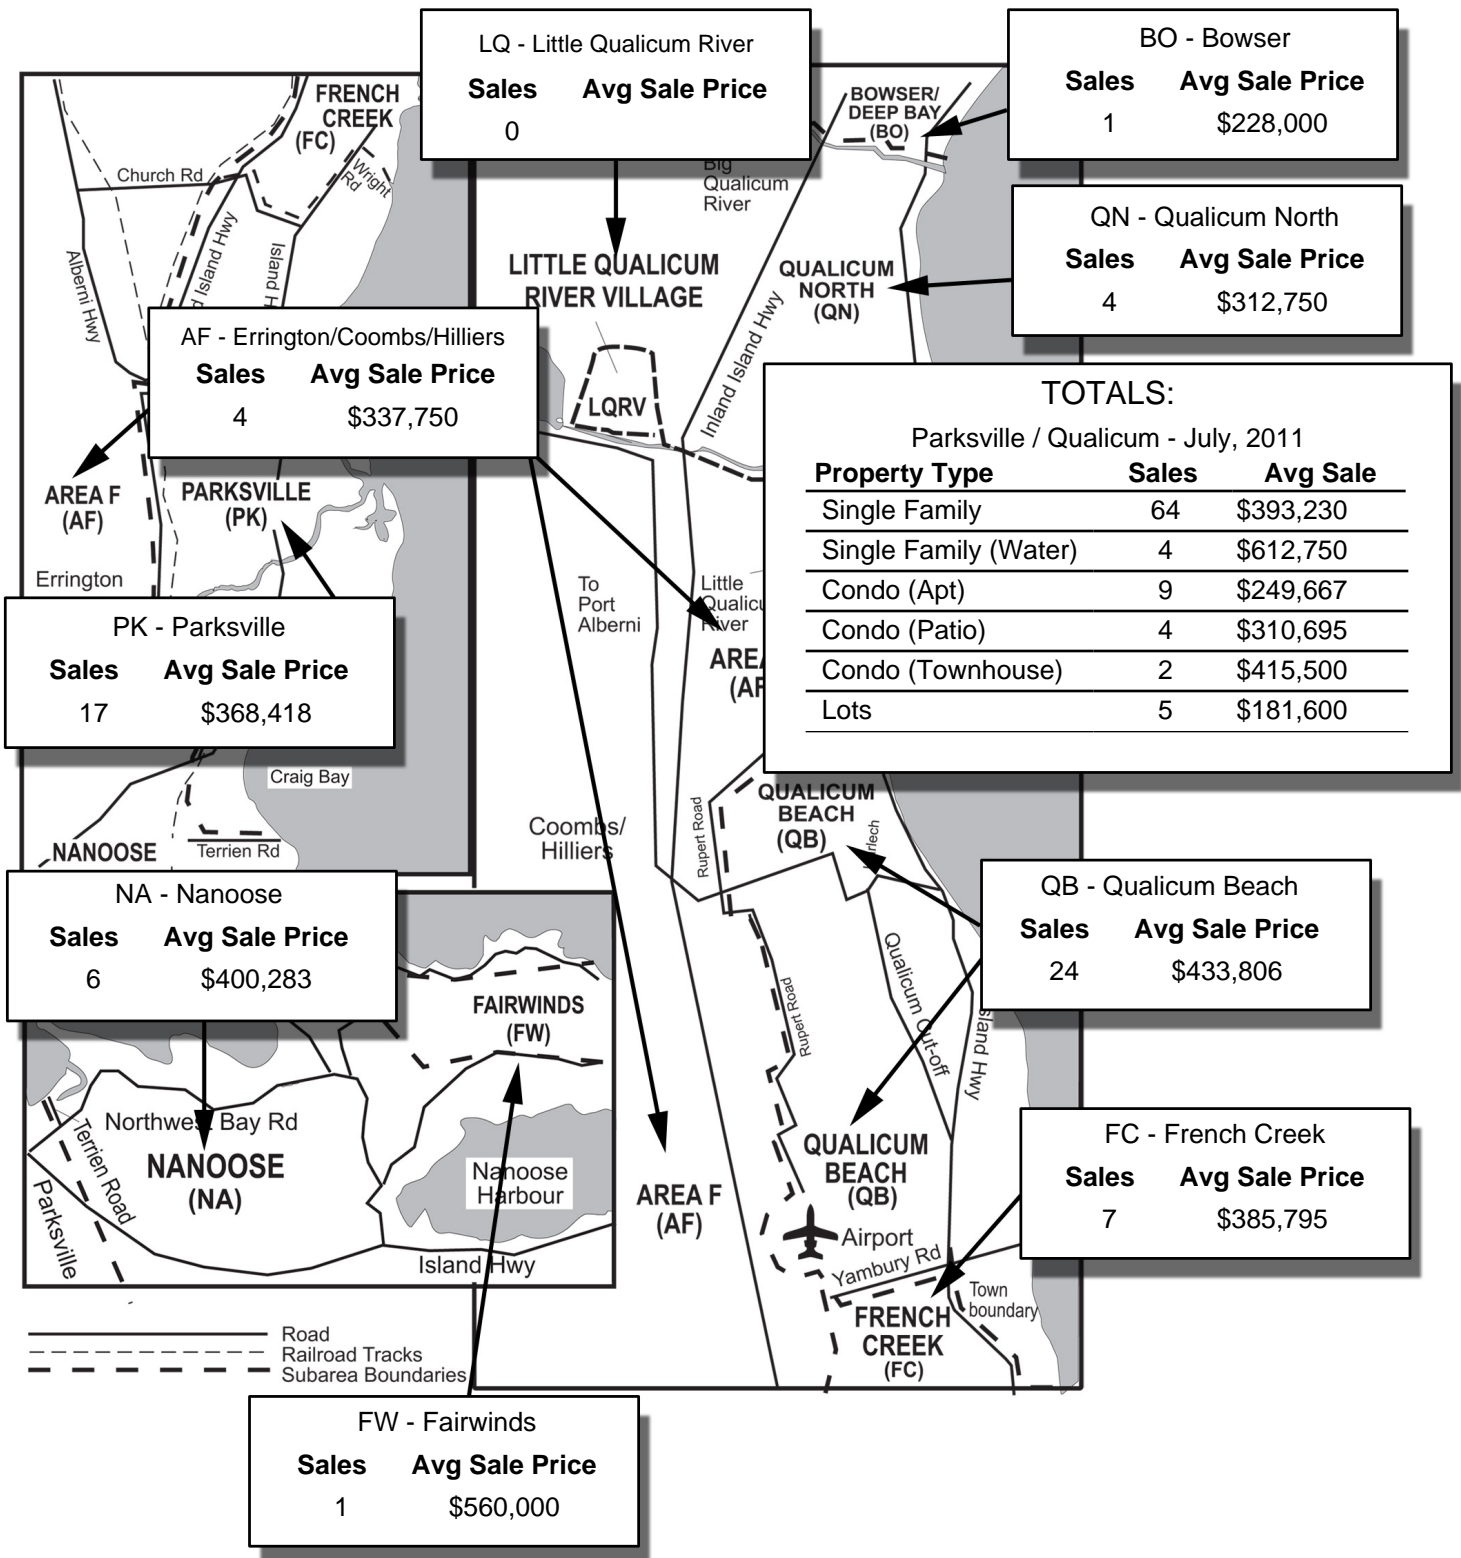 LQ - Little Qualicum River
Sales Avg Sale Price
0
BO - Bowser
Sales Avg Sale Price
1 $228,000
FRENCH
CREEK
(FC)
BOWSER/
DEEP BAY
(BO)
Church Rd
Wright
Rd
Big
Qualicum
River
QN - Qualicum North
Sales Avg Sale Price
4 $312,750
Alberni Hwy
Island Hwy
Island H
LITTLE QUALICUM
RIVER VILLAGE
QUALICUM
NORTH
(QN)
Inland Island Hwy
AF - Errington/Coombs/Hilliers
Sales Avg Sale Price
4 $337,750
LQRV
TOTALS:
Parksville / Qualicum - July, 2011
Property Type Sales Avg Sale
Single Family 64 $393,230
Single Family (Water) 4 $612,750
Condo (Apt) 9 $249,667
Condo (Patio) 4 $310,695
Condo (Townhouse) 2 $415,500
Lots 5 $181,600
AREA F
(AF)
PARKSVILLE
(PK)
Errington
To
Port
Alberni
Little
Qualicu
River
AREA
(AF
PK - Parksville
Sales Avg Sale Price
17 $368,418
Craig Bay
NANOOSE
Terrien Rd
Coombs/
Hilliers
Rupert Road
QUALICUM
BEACH
(QB)
NA - Nanoose
Sales Avg Sale Price
6 $400,283
QB - Qualicum Beach
Sales Avg Sale Price
24 $433,806
FAIRWINDS
(FW)
Rupert Road
Qualicum Cut-off
sland Hwy
Northwest Bay Rd
Terrien Road
Parksville
NANOOSE
(NA)
Nanoose
Harbour
Island Hwy
AREA F
(AF)
QUALICUM
BEACH
(QB)
Airport
Yambury Rd
FC - French Creek
Sales Avg Sale Price
7 $385,795
Town
boundary
FRENCH
CREEK
(FC)
Road
Railroad Tracks
Subarea Boundaries
FW - Fairwinds
Sales Avg Sale Price
1 $560,000